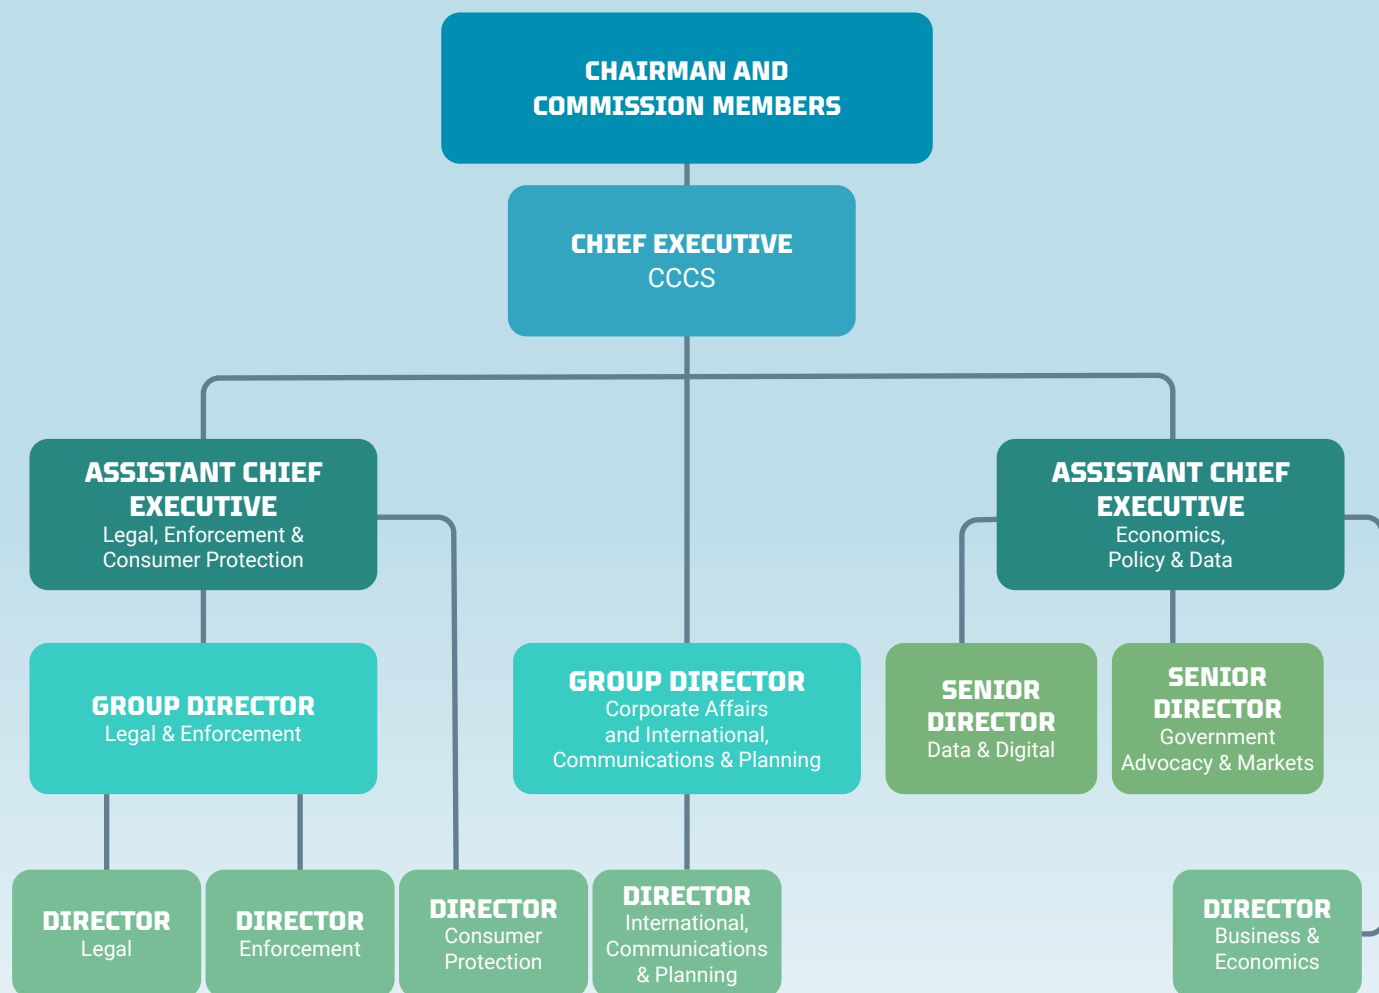 CHAIRMAN AND
COMMISSION MEMBERS
CHIEF EXECUTIVE
CCCS
ASSISTANT CHIEF
EXECUTIVE
Legal, Enforcement &
Consumer Protection
ASSISTANT CHIEF
EXECUTIVE
Economics,
Policy & Data
GROUP DIRECTOR
Legal & Enforcement
GROUP DIRECTOR
Corporate Affairs
and International,
Communications & Planning
SENIOR
DIRECTOR
Data & Digital
SENIOR
DIRECTOR
Government
Advocacy & Markets
DIRECTOR
Legal
DIRECTOR
Enforcement
DIRECTOR
Consumer
Protection
DIRECTOR
International,
Communications
& Planning
DIRECTOR
Business &
Economics